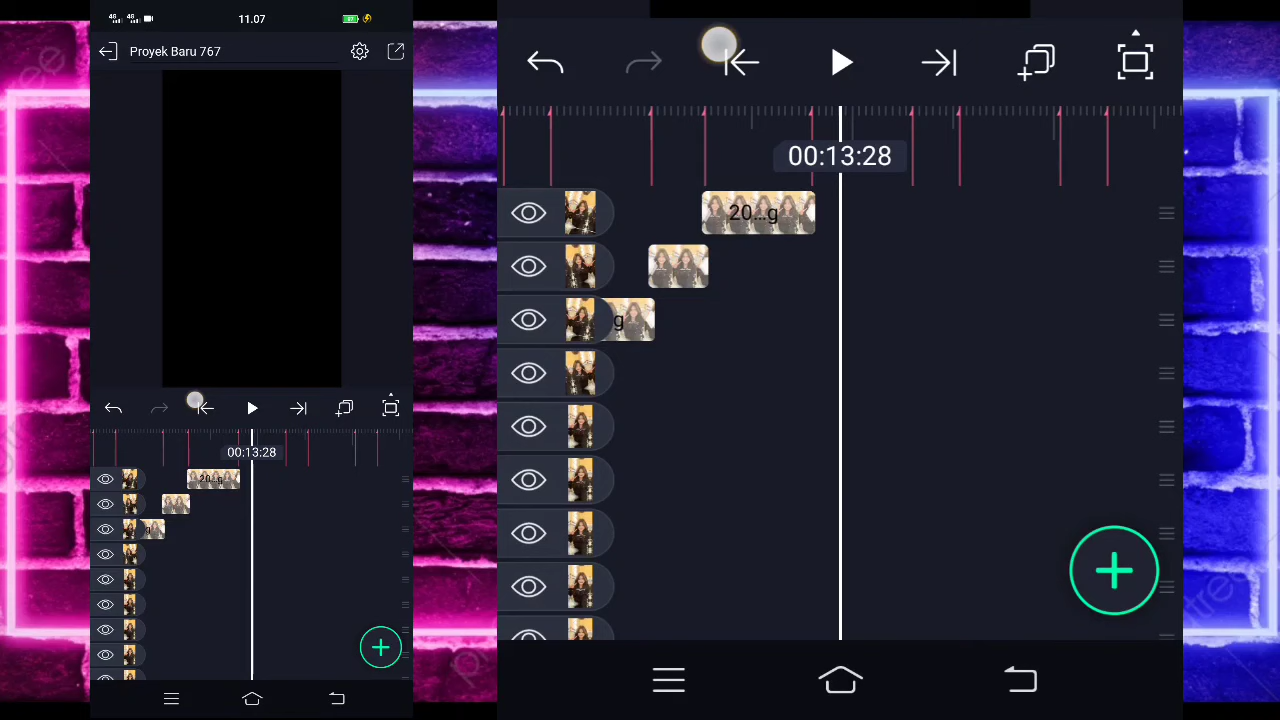 11.07
Proyek Baru 767
00:13:28
20...g
g
00:13:28
20...g
g